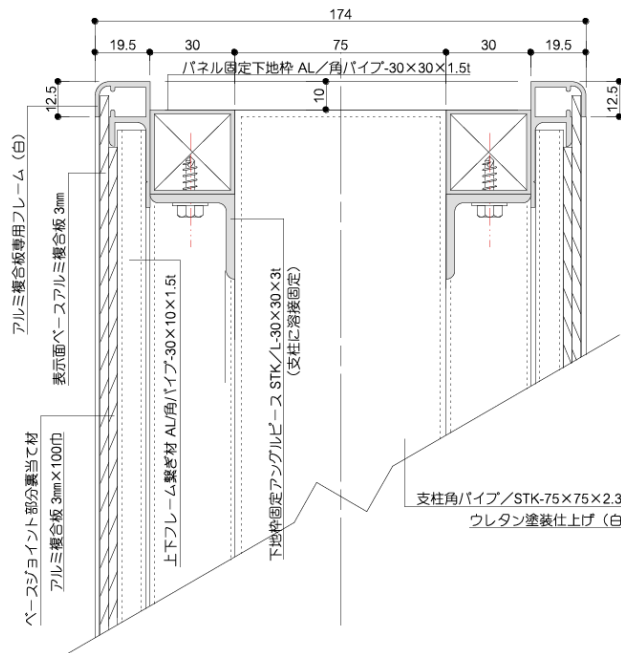 174
19.5
30
75
30
19.5
パネル固定下地枠 AL／角パイプ-30×30×1.5t
12.5
10
12.5
アルミ複合板専用フレーム（白）
表示面ベースアルミ複合板 3mm
ベースジョイント部分裏当て材
アルミ複合板 3mm×100巾
上下フレーム繋ぎ材 AL/角パイプ-30×10×1.5t
下地枠固定アングルピース STK／L-30×30×3t
（支柱に溶接固定）
支柱角パイプ／STK-75×75×2.3
ウレタン塗装仕上げ（白